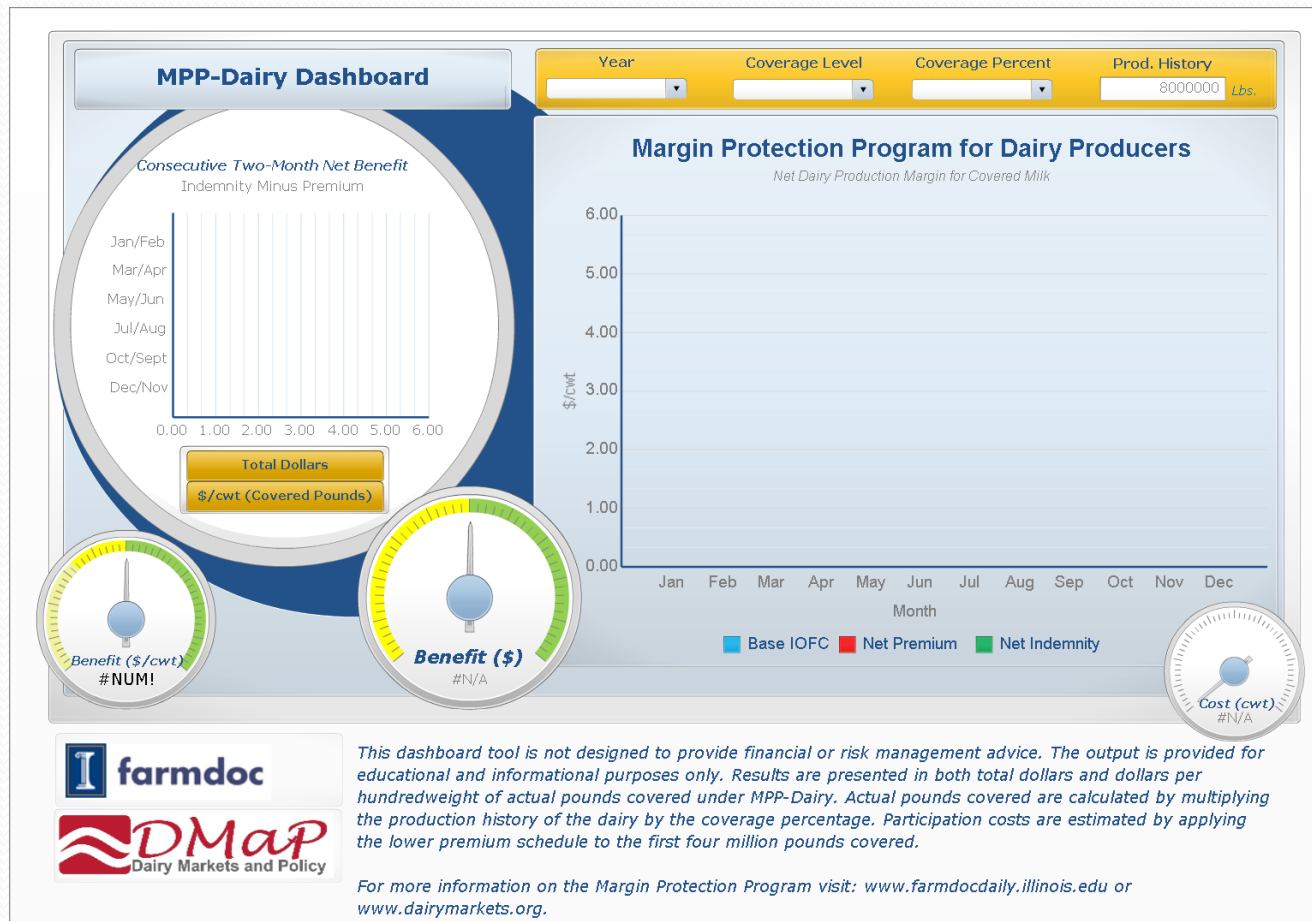 MPP-Dairy Dashboard
Year
Coverage Level
Coverage Percent
Prod. History
8000000 Lbs.
Consecutive Two-Month Net Benefit
Indemnity Minus Premium
Jan/Feb
Mar/Apr
May/Jun
Jul/Aug
Oct/Sept
Dec/Nov
0.00 1.00 2.00 3.00 4.00 5.00 6.00
Total Dollars
$/cwt (Covered Pounds)
Benefit ($/cwt)
#NUM!
Benefit ($)
#N/A
Margin Protection Program for Dairy Producers
Net Dairy Production Margin for Covered Milk
6.00
5.00
4.00
3.00
2.00
1.00
0.00
$/cwt
Jan Feb Mar Apr May Jun Jul Aug Sep Oct Nov Dec
Month
Base IOFC Net Premium Net Indemnity
Cost (cwt)
#N/A
I farmdoc
DMaP
Dairy Markets and Policy
This dashboard tool is not designed to provide financial or risk management advice. The output is provided for
educational and informational purposes only. Results are presented in both total dollars and dollars per
hundredweight of actual pounds covered under MPP-Dairy. Actual pounds covered are calculated by multiplying
the production history of the dairy by the coverage percentage. Participation costs are estimated by applying
the lower premium schedule to the first four million pounds covered.
For more information on the Margin Protection Program visit: www.farmdocdaily.illinois.edu or
www.dairymarkets.org.